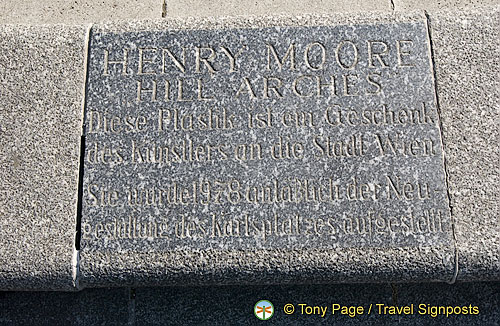 HENRY MOORE
HILL ARCHES
Diese Plastik ist ein Geschenk
des Künstlers an die Stadt Wien
Sie wurde 1978 anläßlich der Neu
gestaltung des Karlsplatzes aufgestellt
© Tony Page / Travel Signposts